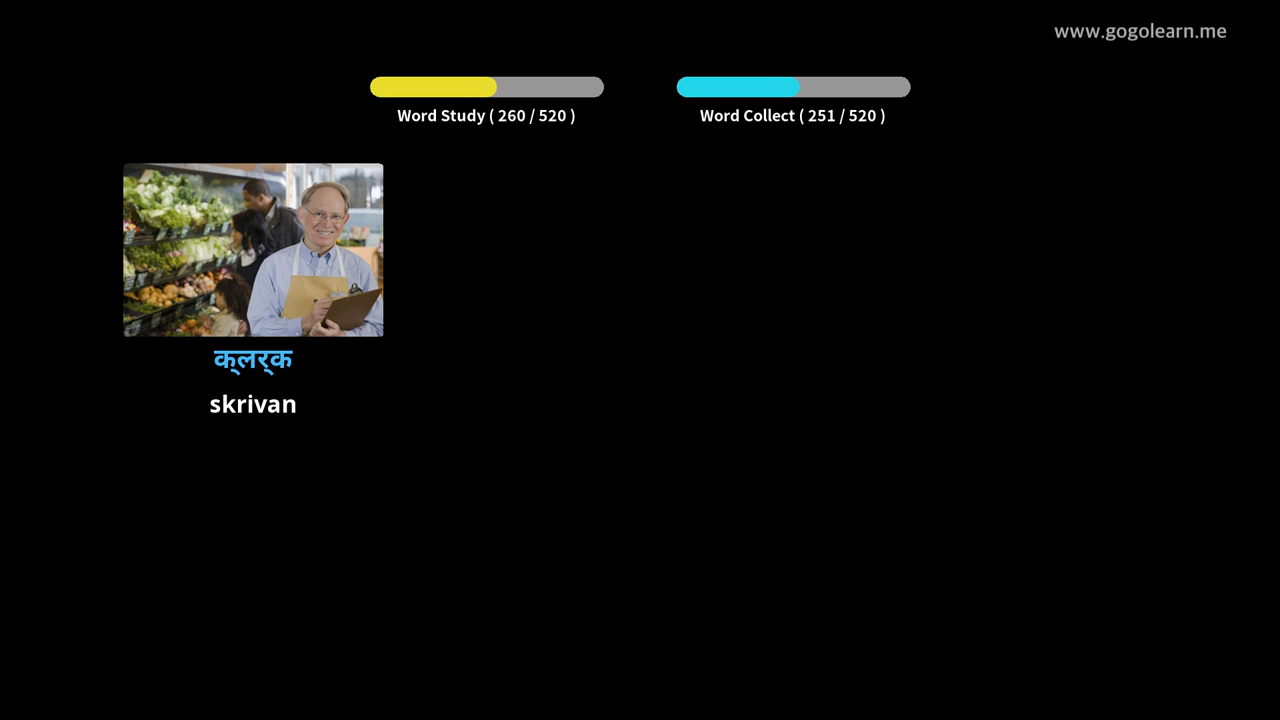 www.gogolearn.me
Word Study ( 260 / 520 )
Word Collect ( 251 / 520 )
क्‌लर्‌क
skrivan